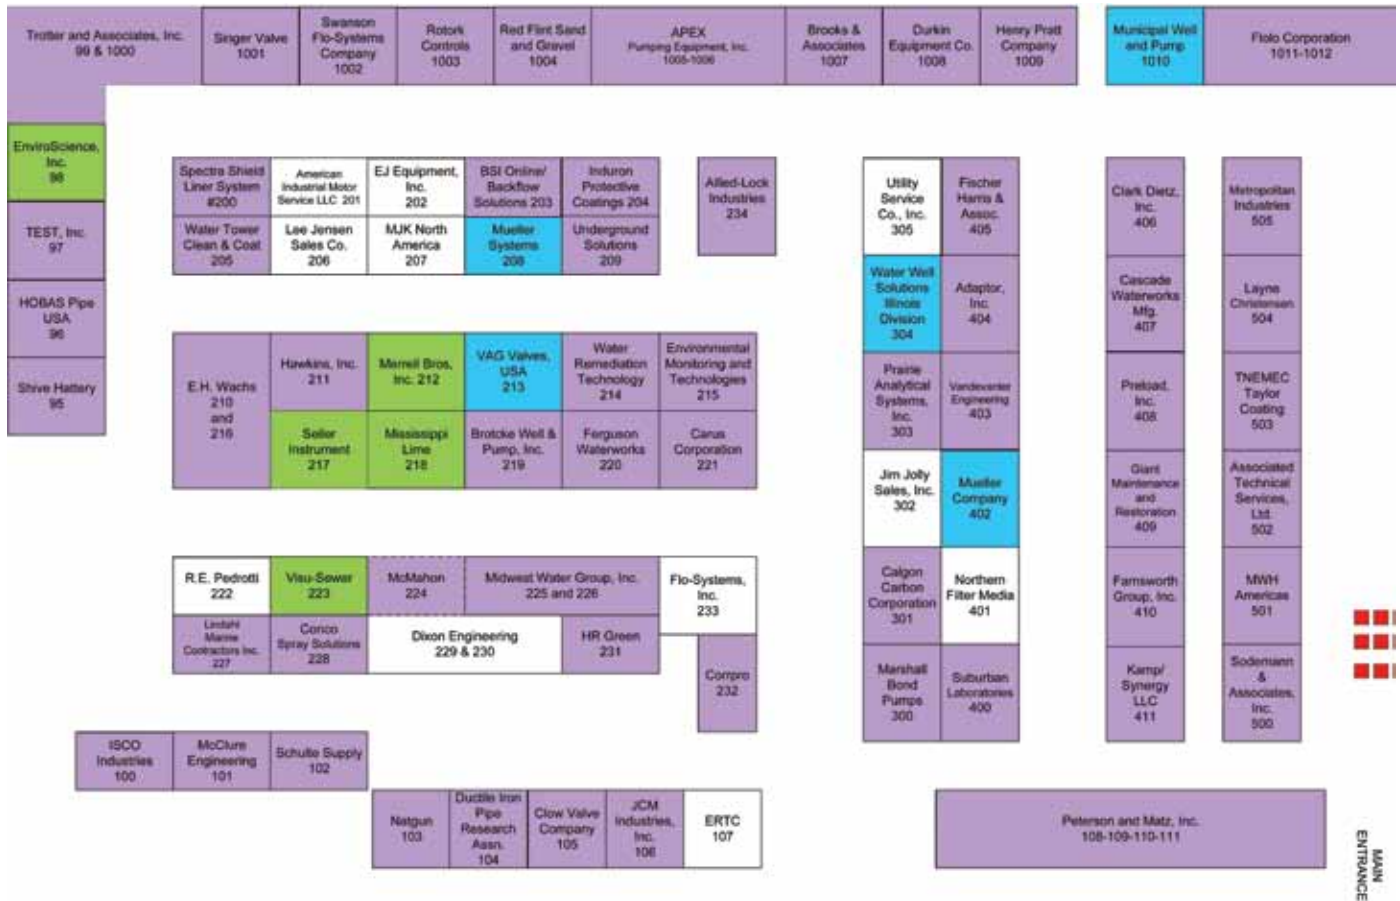 Trotter and Associates, Inc.
99 & 1000
Singer Valve
1001
Swanson
Flo-Systems
Company
1002
Rotork
Controls
1003
Red Flint Sand
and Gravel
1004
APEX
Pumping Equipment, Inc.
1005-1006
Brooks &
Associates
1007
Durkin
Equipment Co.
1008
Henry Pratt
Company
1009
Municipal Well
and Pump
1010
Flolo Corporation
1011-1012
EnviroScience,
Inc.
98
TEST, Inc.
97
HOBAS Pipe
USA
96
Shive Hattery
95
Spectra Shield
Liner System
#200
American
Industrial Motor
Service LLC 201
EJ Equipment,
Inc.
202
BSI Online/
Backflow
Solutions 203
Induron
Protective
Coatings 204
Water Tower
Clean & Coat
205
Lee Jensen
Sales Co.
206
MJK North
America
207
Mueller
Systems
208
Underground
Solutions
209
Allied-Lock
Industries
234
E.H. Wachs
210
and
216
Hawkins, Inc.
211
Merrell Bros,
Inc. 212
VAG Valves,
USA
213
Water
Remediation
Technology
214
Environmental
Monitoring and
Technologies
215
Seiler
Instrument
217
Mississippi
Lime
218
Brotcke Well &
Pump, Inc.
219
Ferguson
Waterworks
220
Carus
Corporation
221
R.E. Pedrotti
222
Visu-Sewer
223
McMahon
224
Midwest Water Group, Inc.
225 and 226
Flo-Systems,
Inc.
233
Lindahl
Marine
Contractors Inc.
227
Conco
Spray Solutions
228
Dixon Engineering
229 & 230
HR Green
231
Compro
232
ISCO
Industries
100
McClure
Engineering
101
Schulte Supply
102
Natgun
103
Ductile Iron
Pipe
Research
Assn.
104
Clow Valve
Company
105
JCM
Industries,
Inc.
106
ERTC
107
Utility
Service
Co., Inc.
305
Fischer
Harris &
Assoc.
405
Water Well
Solutions
Illinois
Division
304
Adaptor,
Inc.
404
Prairie
Analytical
Systems,
Inc.
303
Vandeventer
Engineering
403
Jim Jolly
Sales, Inc.
302
Mueller
Company
402
Calgon
Carbon
Corporation
301
Northern
Filter Media
401
Marshall
Bond
Pumps
300
Suburban
Laboratories
400
Clark Dietz,
Inc.
406
Cascade
Waterworks
Mfg.
407
Preload,
Inc.
408
Giant
Maintenance
and
Restoration
409
Farnsworth
Group, Inc.
410
Kamp/
Synergy
LLC
411
Metropolitan
Industries
505
Layne
Christensen
504
TNEMEC
Taylor
Coating
503
Associated
Technical
Services,
Ltd.
502
MWH
Americas
501
Sodemann
&
Associates,
Inc.
500
Peterson and Matz, Inc.
108-109-110-111
MAIN
ENTRANCE